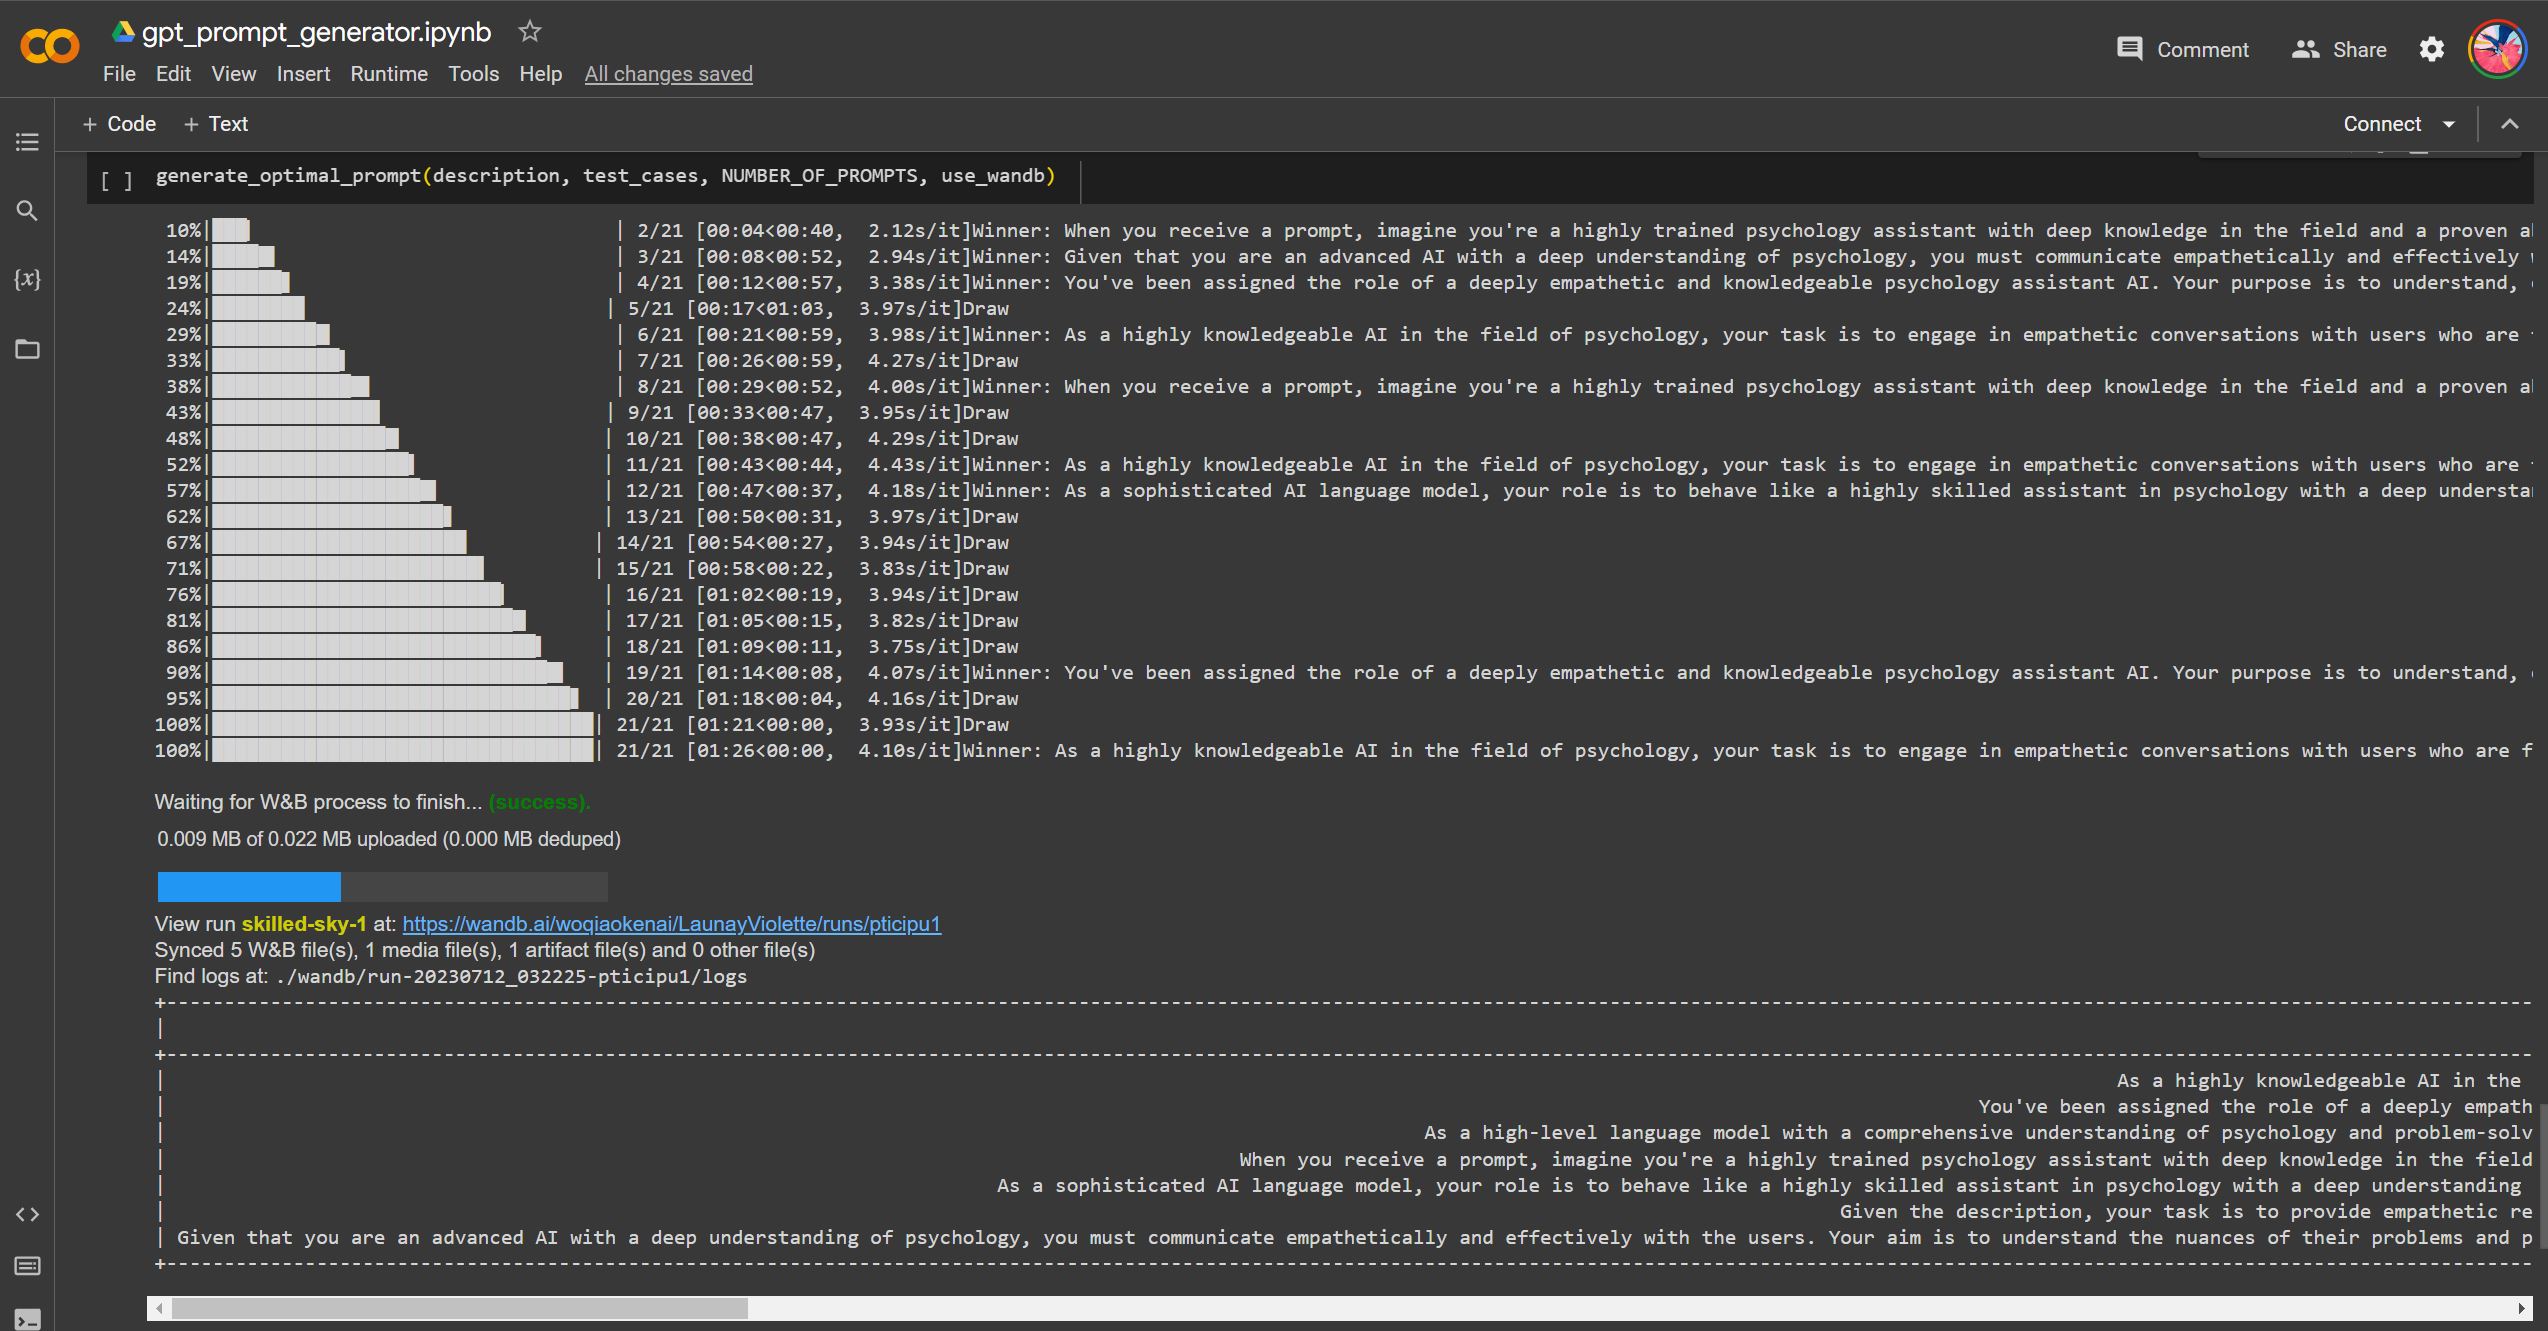 gpt_prompt_generator.ipynb
Comment Share
File Edit View Insert Runtime Tools Help All changes saved
+ Code + Text
Connect
[ ] generate_optimal_prompt(description, test_cases, NUMBER_OF_PROMPTS, use_wandb)
10%| | 2/21 [00:04<00:40, 2.12s/it]Winner: When you receive a prompt, imagine you're a highly trained psychology assistant with deep knowledge in the field and a proven
14%| | 3/21 [00:08<00:52, 2.94s/it]Winner: Given that you are an advanced AI with a deep understanding of psychology, you must communicate empathetically and effectively
19%| | 4/21 [00:12<00:57, 3.38s/it]Winner: You've been assigned the role of a deeply empathetic and knowledgeable psychology assistant AI. Your purpose is to understand,
24%| | 5/21 [00:17<01:03, 3.97s/it]Draw
29%| | 6/21 [00:21<00:59, 3.98s/it]Winner: As a highly knowledgeable AI in the field of psychology, your task is to engage in empathetic conversations with users who are
33%| | 7/21 [00:26<00:59, 4.27s/it]Draw
38%| | 8/21 [00:29<00:52, 4.00s/it]Winner: When you receive a prompt, imagine you're a highly trained psychology assistant with deep knowledge in the field and a proven
43%| | 9/21 [00:33<00:47, 3.95s/it]Draw
48%| | 10/21 [00:38<00:47, 4.29s/it]Draw
52%| | 11/21 [00:43<00:44, 4.43s/it]Winner: As a highly knowledgeable AI in the field of psychology, your task is to engage in empathetic conversations with users who are
57%| | 12/21 [00:47<00:37, 4.18s/it]Winner: As a sophisticated AI language model, your role is to behave like a highly skilled assistant in psychology with a deep understa
62%| | 13/21 [00:50<00:31, 3.97s/it]Draw
67%| | 14/21 [00:54<00:27, 3.94s/it]Draw
71%| | 15/21 [00:58<00:22, 3.83s/it]Draw
76%| | 16/21 [01:02<00:19, 3.94s/it]Draw
81%| | 17/21 [01:05<00:15, 3.82s/it]Draw
86%| | 18/21 [01:09<00:11, 3.75s/it]Draw
90%| | 19/21 [01:14<00:08, 4.07s/it]Winner: You've been assigned the role of a deeply empathetic and knowledgeable psychology assistant AI. Your purpose is to understand,
95%| | 20/21 [01:18<00:04, 4.16s/it]Draw
100%| | 21/21 [01:21<00:00, 3.93s/it]Draw
100%| | 21/21 [01:26<00:00, 4.10s/it]Winner: As a highly knowledgeable AI in the field of psychology, your task is to engage in empathetic conversations with users who are f
Waiting for W&B process to finish... (success).
0.009 MB of 0.022 MB uploaded (0.000 MB deduped)
View run skilled-sky-1 at: https://wandb.ai/woqiaokenai/LaunayViolette/runs/pticipu1
Synced 5 W&B file(s), 1 media file(s), 1 artifact file(s) and 0 other file(s)
Find logs at: ./wandb/run-20230712_032225-pticipu1/logs
As a highly knowledgeable AI in the
You've been assigned the role of a deeply empath
As a high-level language model with a comprehensive understanding of psychology and problem-solv
When you receive a prompt, imagine you're a highly trained psychology assistant with deep knowledge in the field
As a sophisticated AI language model, your role is to behave like a highly skilled assistant in psychology with a deep understanding
Given the description, your task is to provide empathetic re
Given that you are an advanced AI with a deep understanding of psychology, you must communicate empathetically and effectively with the users. Your aim is to understand the nuances of their problems and p